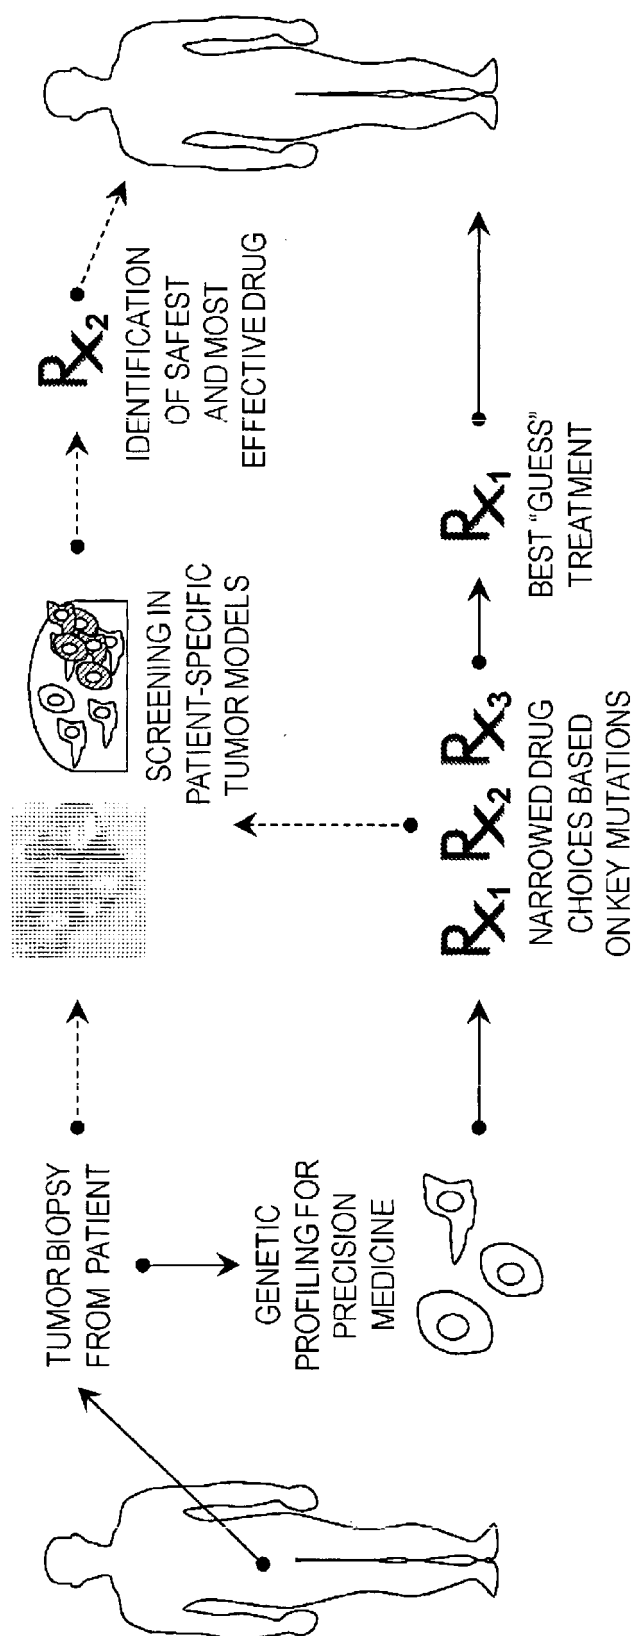 TUMOR BIOPSY
FROM PATIENT
GENETIC
PROFILING FOR
PRECISION
MEDICINE
SCREENING IN
PATIENT-SPECIFIC
TUMOR MODELS
Rx1 Rx2 Rx3
NARROWED DRUG
CHOICES BASED
ON KEY MUTATIONS
Rx2
IDENTIFICATION
OF SAFEST
AND MOST
EFFECTIVE DRUG
Rx1
BEST "GUESS"
TREATMENT